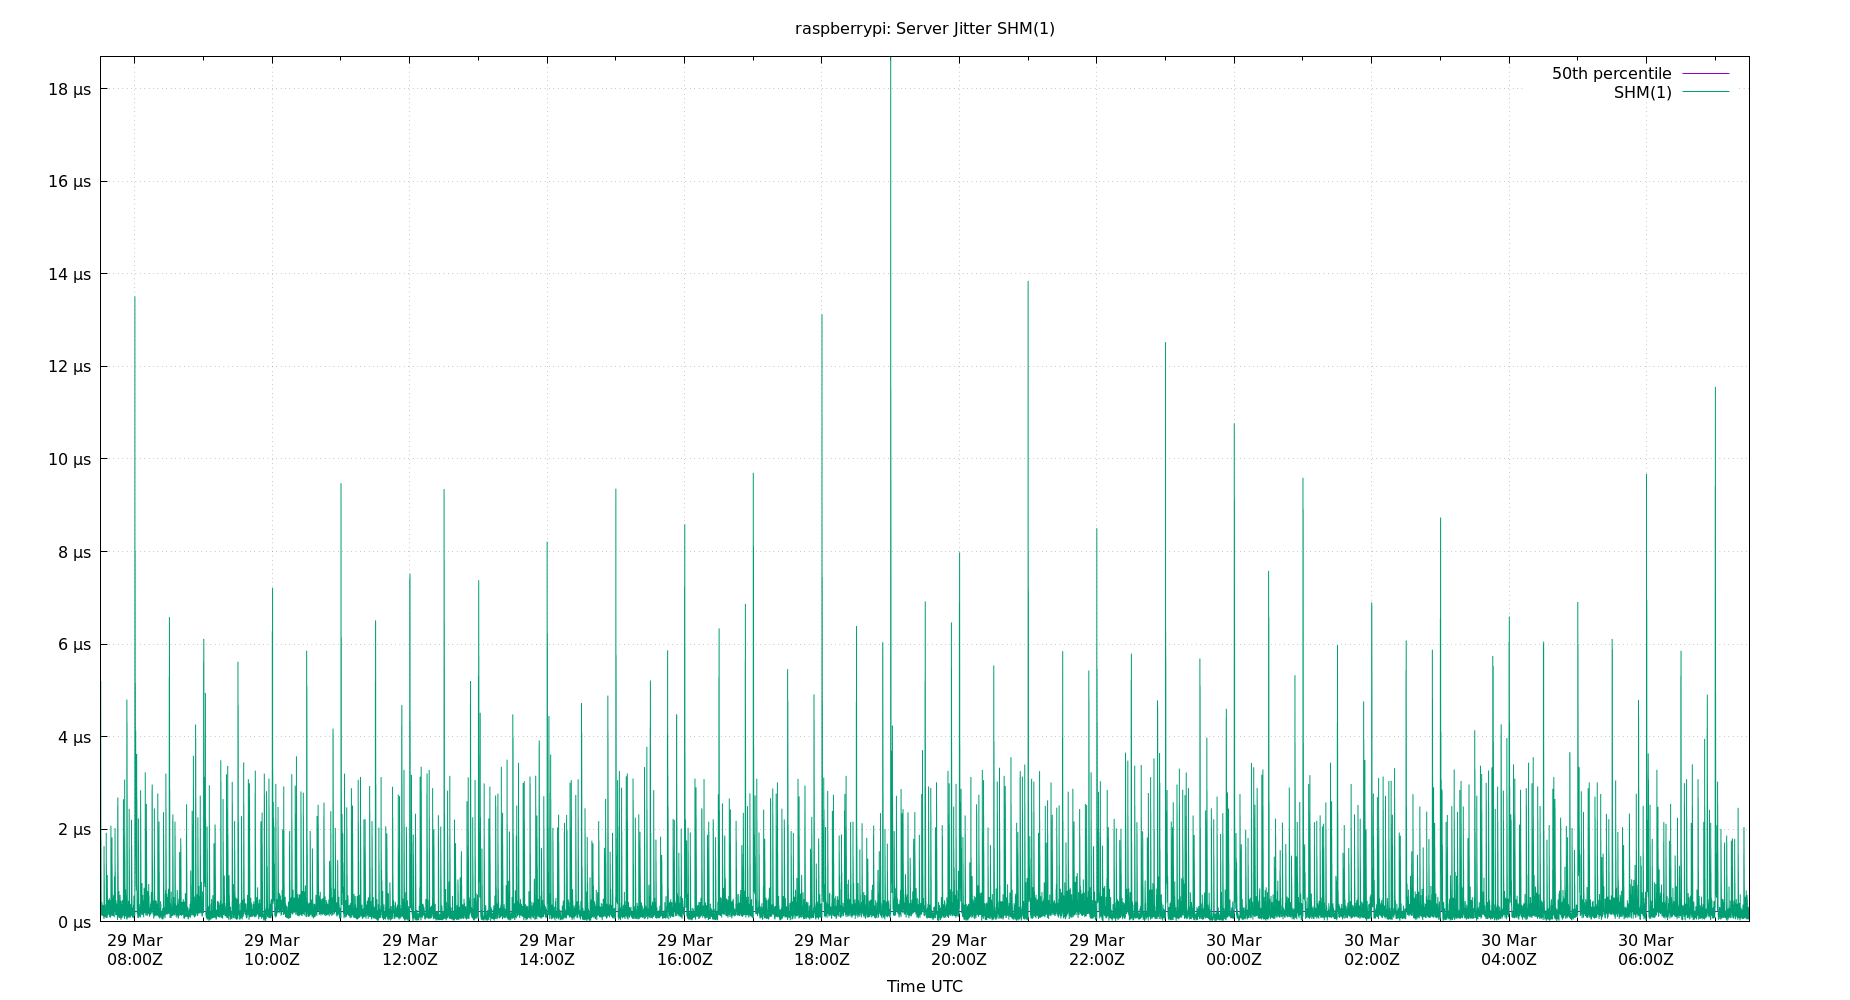 raspberrypi: Server Jitter SHM(1)
50th percentile
SHM(1)
18 µs
16 µs
14 µs
12 µs
10 µs
8 µs
6 µs
4 µs
2 µs
0 µs
29 Mar 29 Mar 29 Mar 29 Mar 29 Mar 29 Mar 29 Mar 29 Mar 30 Mar 30 Mar 30 Mar 30 Mar
08:00Z 10:00Z 12:00Z 14:00Z 16:00Z 18:00Z 20:00Z 22:00Z 00:00Z 02:00Z 04:00Z 06:00Z
Time UTC